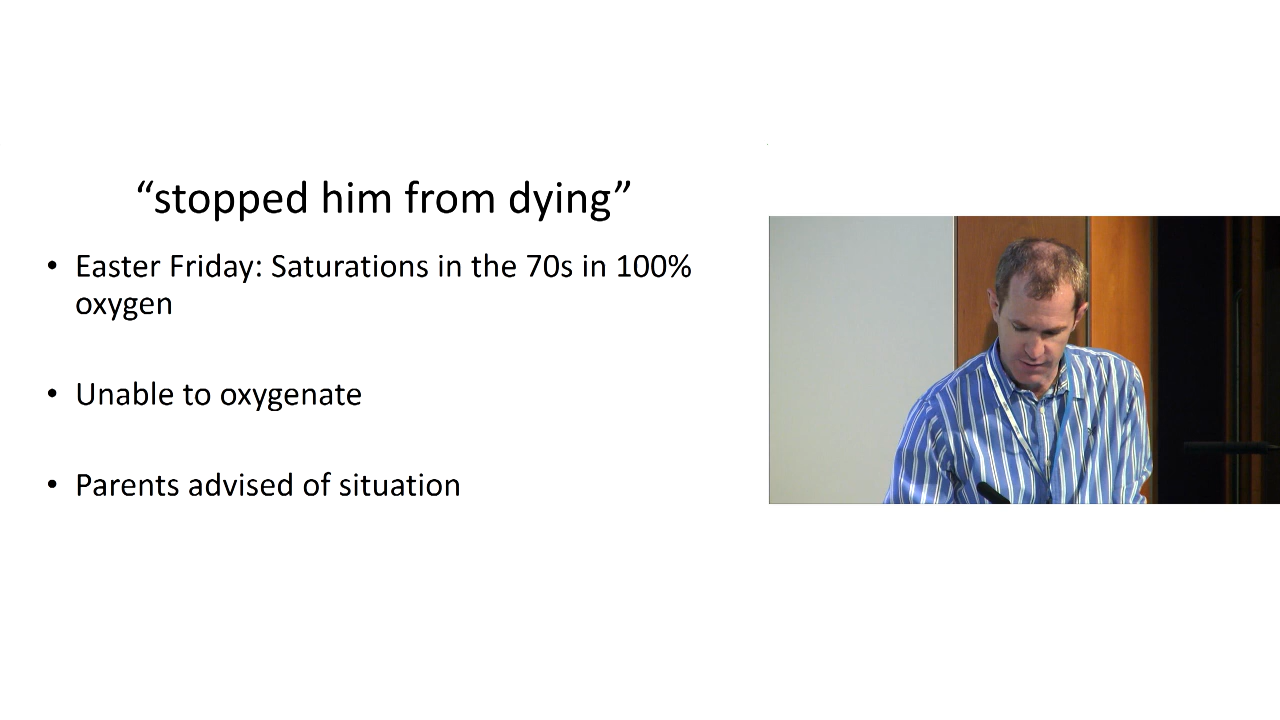 “stopped him from dying”
• Easter Friday: Saturations in the 70s in 100%
oxygen
• Unable to oxygenate
• Parents advised of situation